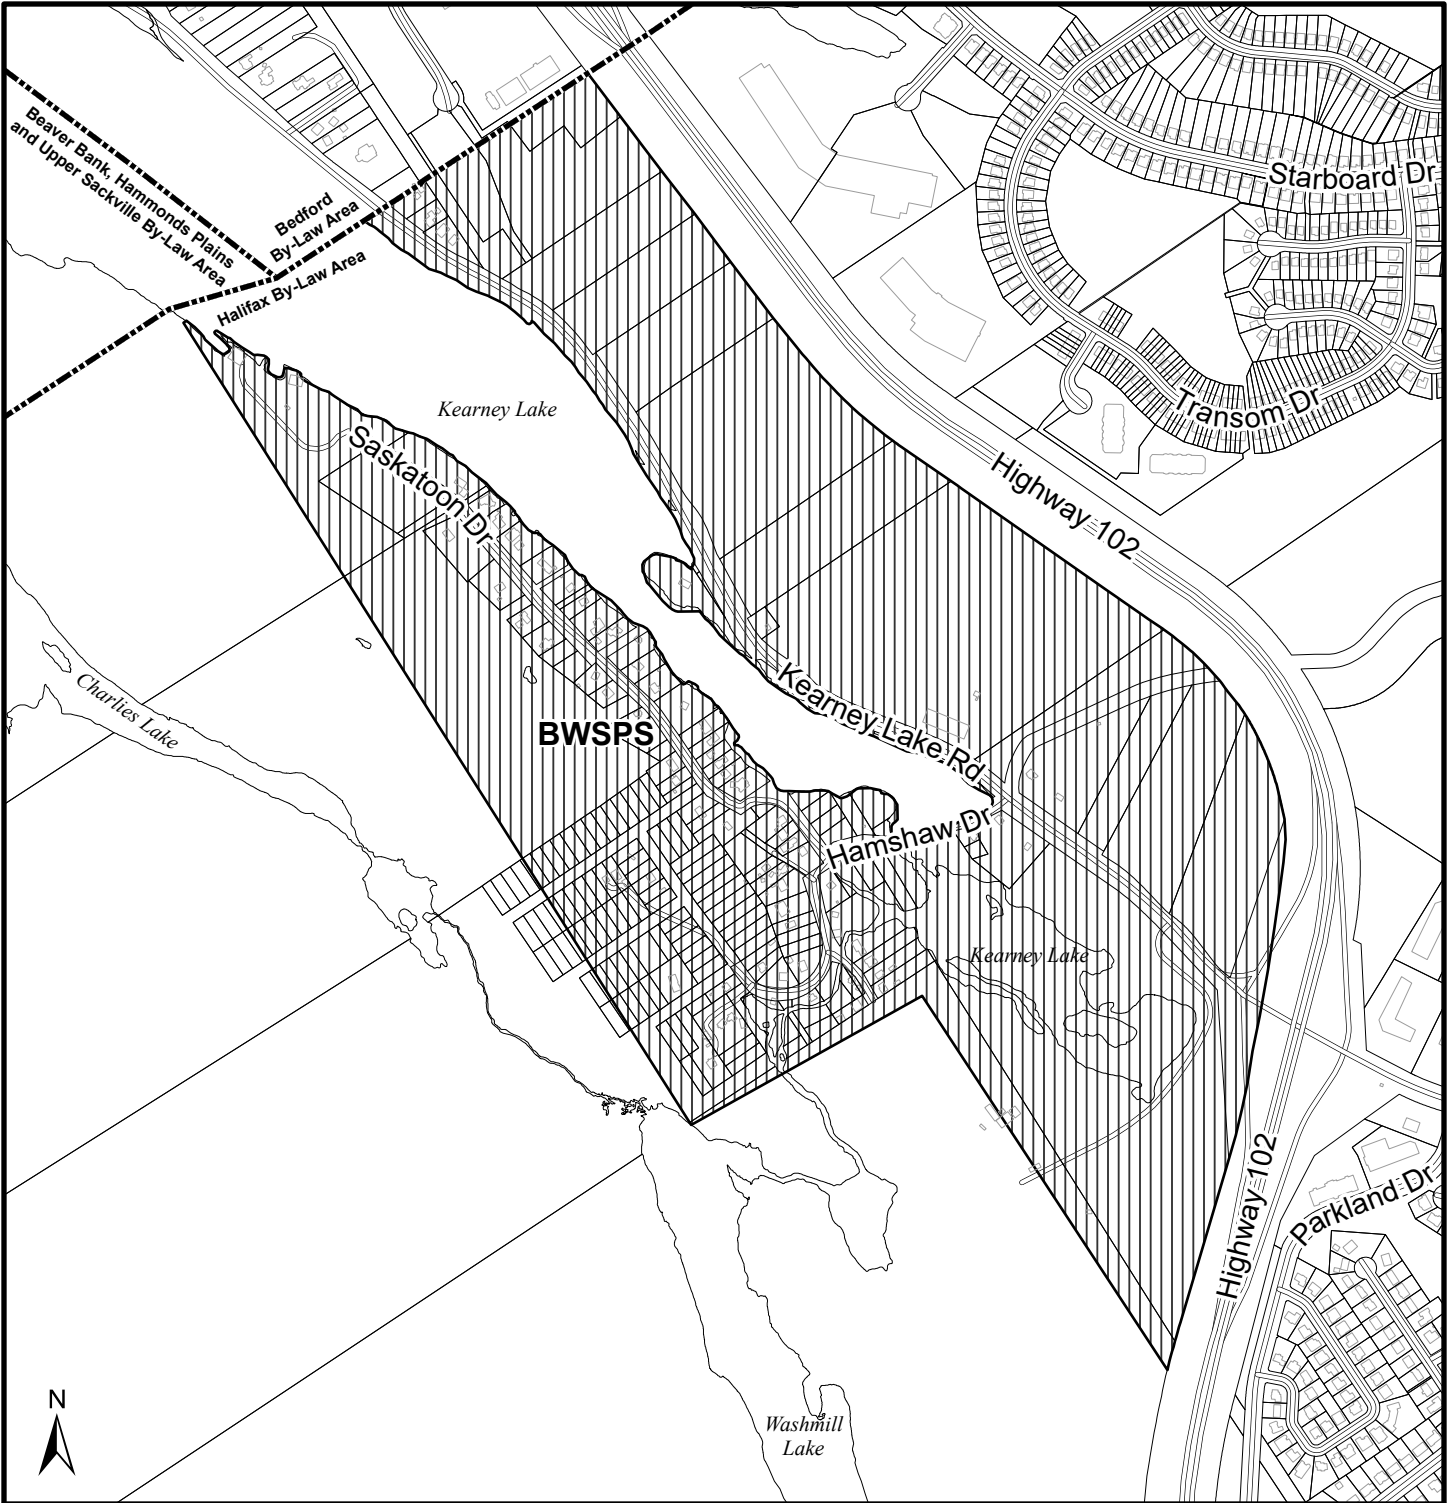 Beaver Bank, Hammonds Plains
and Upper Sackville By-Law Area
Bedford
By-Law Area
Halifax By-Law Area
Starboard Dr
Transom Dr
Kearney Lake
Saskatoon Dr
Highway 102
Charlies Lake
BWSPS
Kearney Lake Rd
Hamshaw Dr
Kearney Lake
Highway 102
Parkland Dr
N
Washmill
Lake